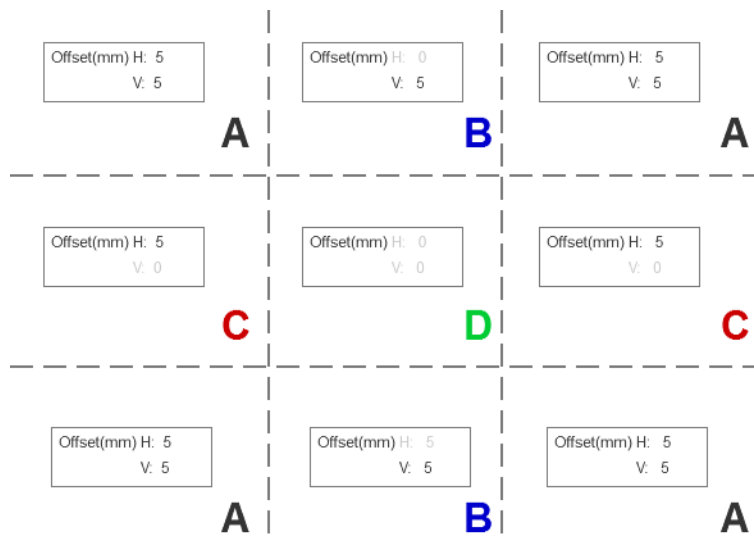 Offset(mm) H: 5 Offset(mm) H: 0 Offset(mm) H: 5
V: 5 V: 5 V: 5
A B A
Offset(mm) H: 5 Offset(mm) H: 0 Offset(mm) H: 5
V: 0 V: 0 V: 0
C D C
Offset(mm) H: 5 Offset(mm) H: 5 Offset(mm) H: 5
V: 5 V: 5 V: 5
A B A